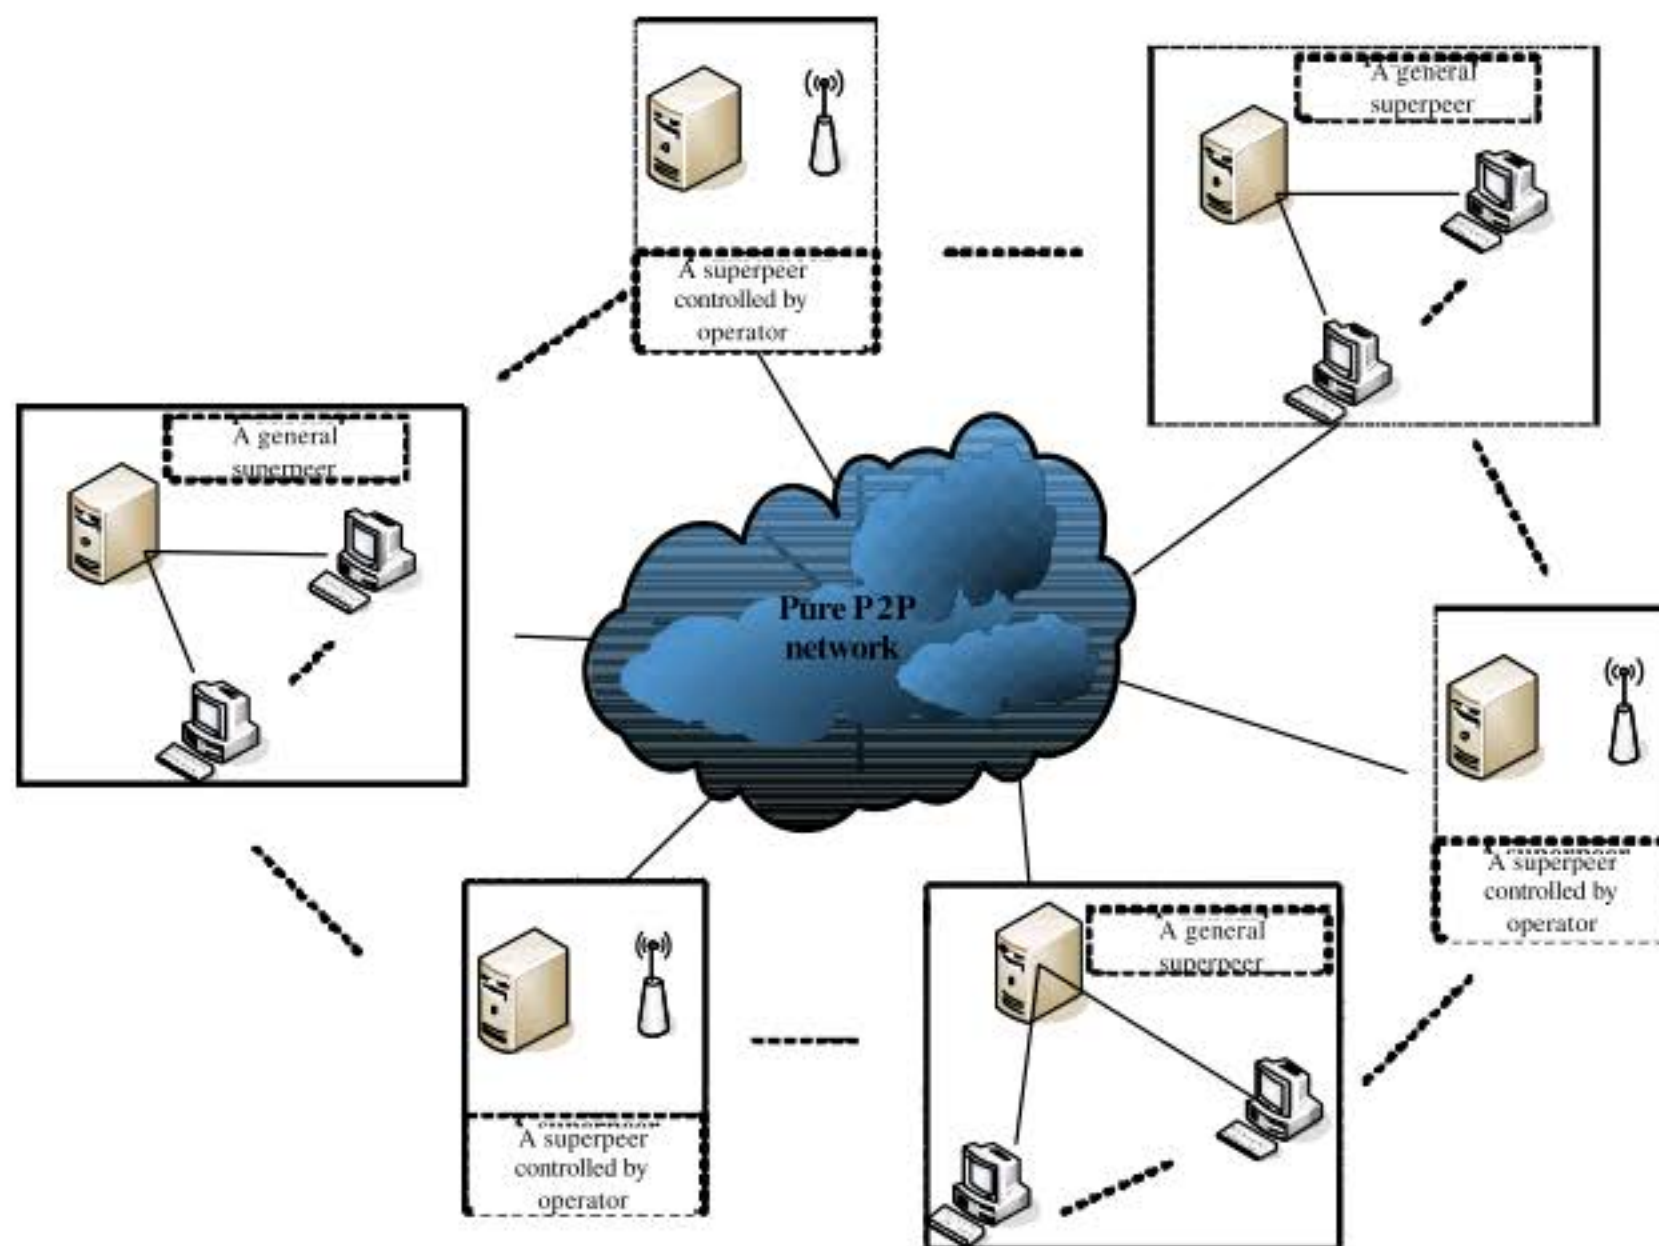 A general
superpeer
A superpeer
controlled by
operator
A general
superpeer
Pure P2P
network
A superpeer
controlled by
operator
A general
superpeer
A superpeer
controlled by
operator